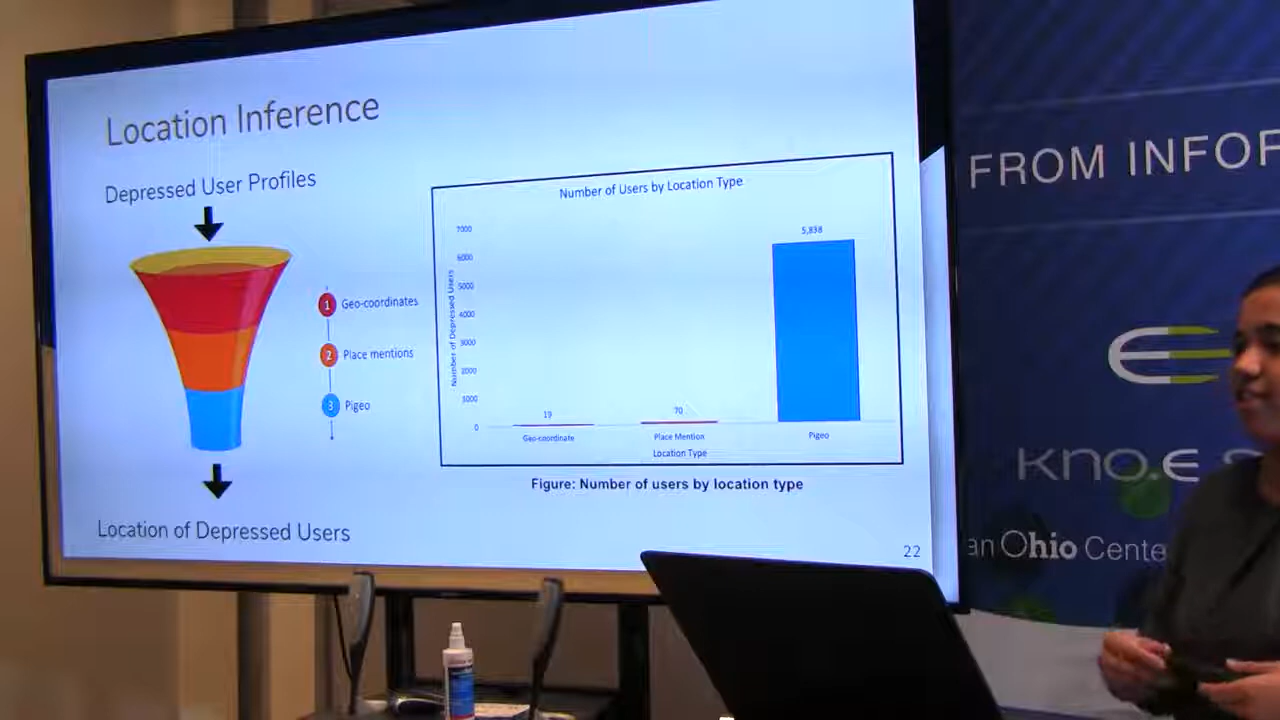 Location Inference
Depressed User Profiles
1 Geo-coordinates
2 Place mentions
3 Pigeo
Location of Depressed Users
Number of Users by Location Type
Number of Depressed Users
7000
6000
5000
4000
3000
2000
1000
0
19
70
5,838
Geo-coordinate
Place Mention
Pigeo
Location Type
Figure: Number of users by location type
22
FROM INFOR
KNO.E
an Ohio Cente